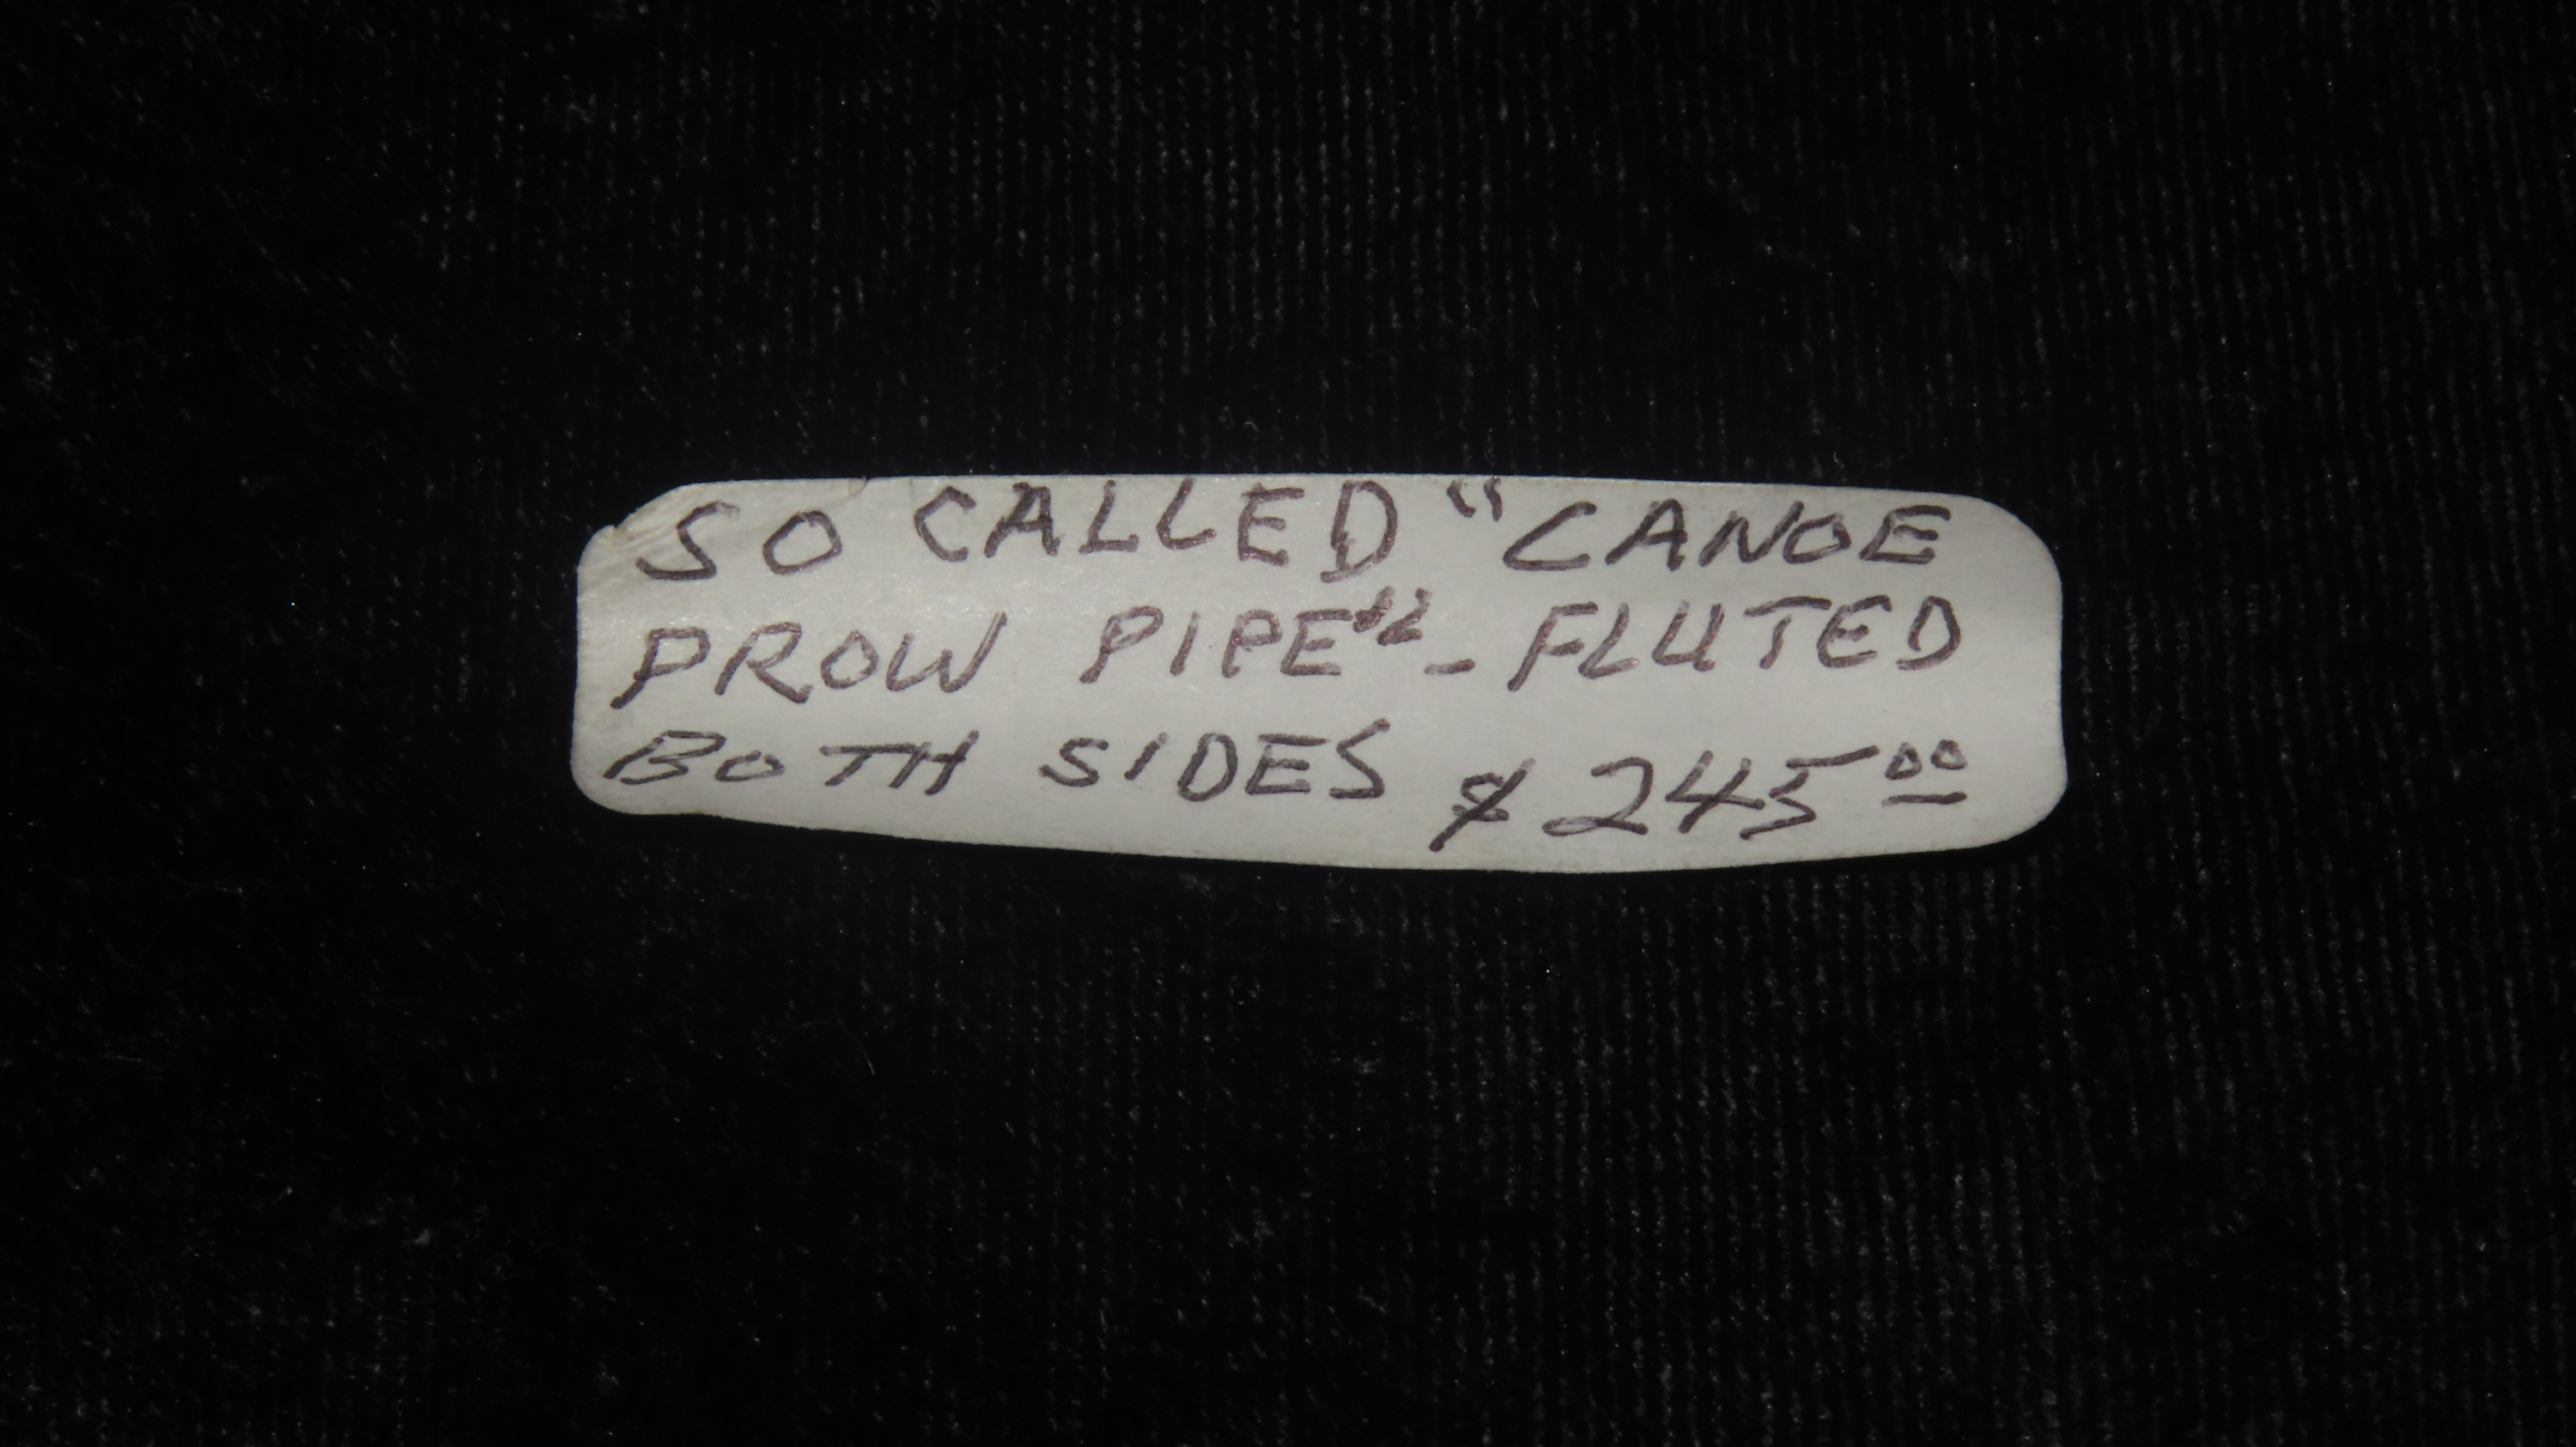 SO CALLED "CANOE
PROW PIPE" - FLUTED
BOTH SIDES $245.00